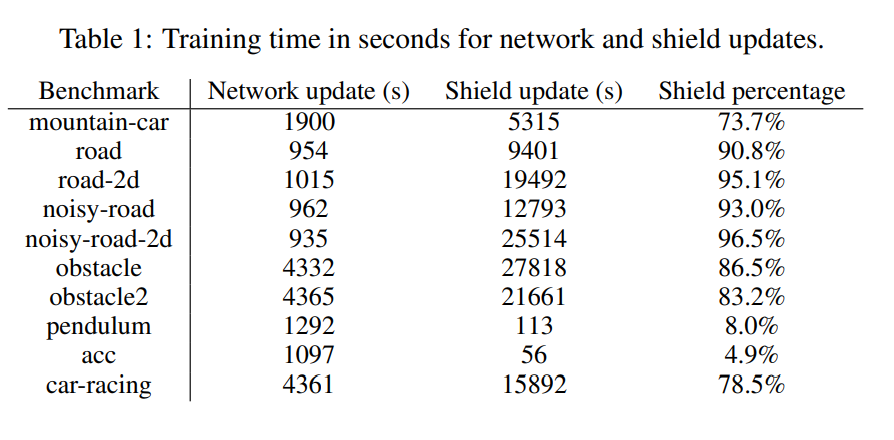 Table 1: Training time in seconds for network and shield updates.
Benchmark Network update (s) Shield update (s) Shield percentage
mountain-car 1900 5315 73.7%
road 954 9401 90.8%
road-2d 1015 19492 95.1%
noisy-road 962 12793 93.0%
noisy-road-2d 935 25514 96.5%
obstacle 4332 27818 86.5%
obstacle2 4365 21661 83.2%
pendulum 1292 113 8.0%
acc 1097 56 4.9%
car-racing 4361 15892 78.5%